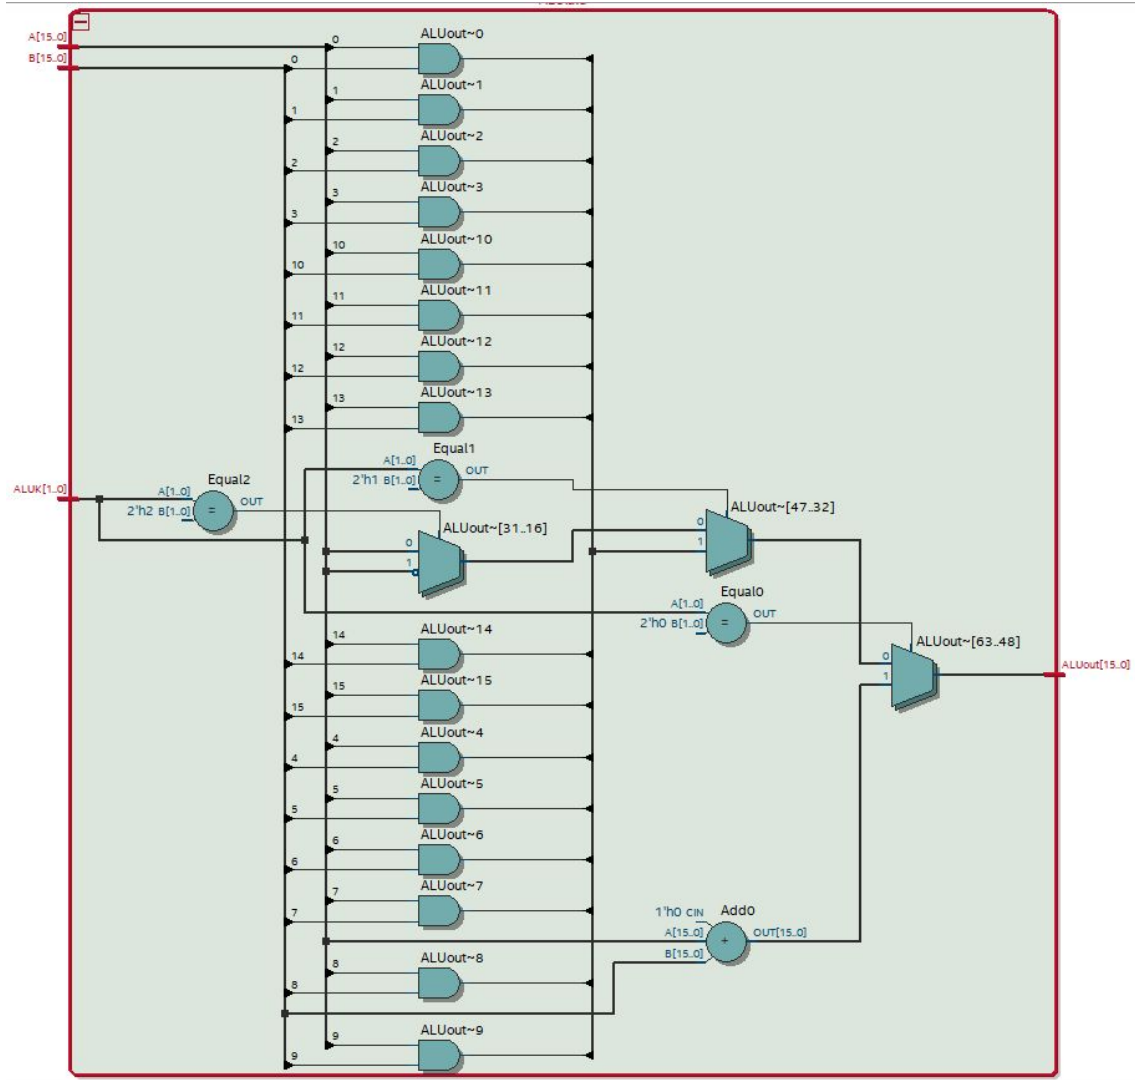 A[15..0]
B[15..0]
ALUout~0
0
0
ALUout~1
1
1
ALUout~2
2
2
ALUout~3
3
3
ALUout~10
10
10
ALUout~11
11
11
ALUout~12
12
12
ALUout~13
13
13
Equal1
A[1..0]
2'h1 B[1..0]
=
OUT
Equal2
ALUK[1..0]
A[1..0]
2'h2 B[1..0]
=
OUT
ALUout~[31..16]
0
1
ALUout~[47..32]
0
1
Equal0
A[1..0]
2'h0 B[1..0]
=
OUT
ALUout~[63..48]
0
1
ALUout[15..0]
ALUout~14
14
14
ALUout~15
15
15
ALUout~4
4
4
ALUout~5
5
5
ALUout~6
6
6
ALUout~7
7
7
Add0
1'h0 CIN
A[15..0]
B[15..0]
+
OUT[15..0]
ALUout~8
8
8
ALUout~9
9
9